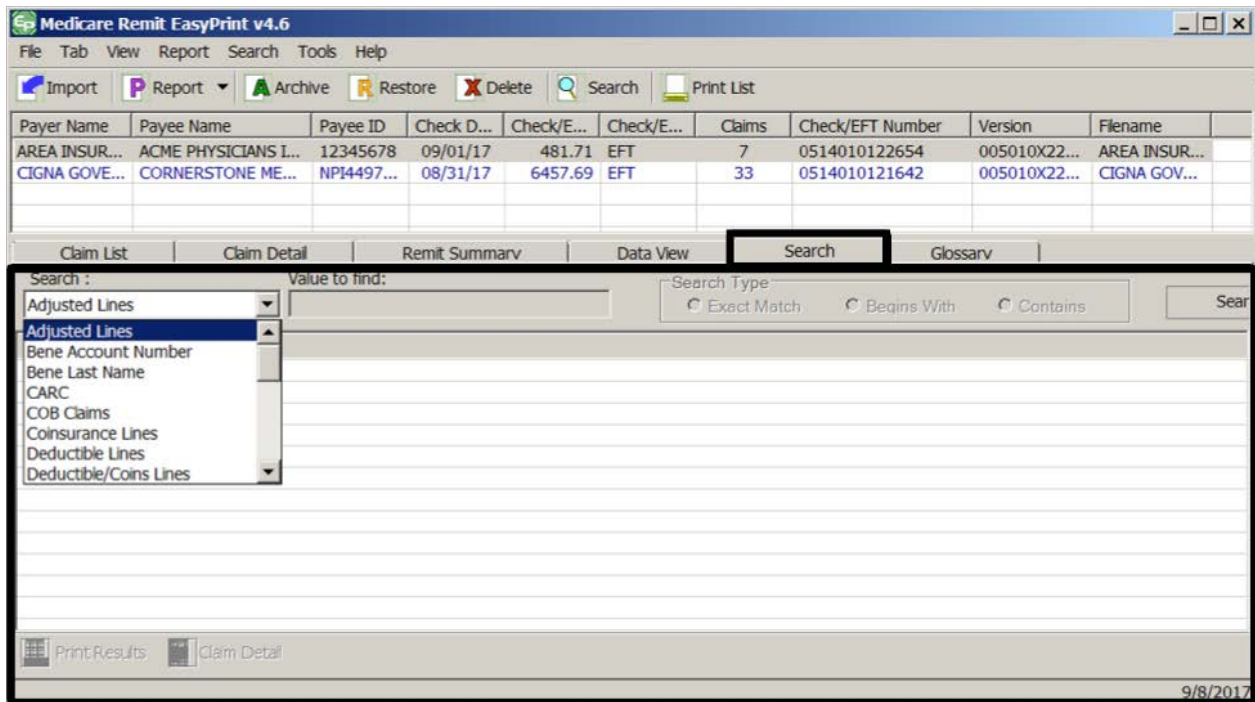 Medicare Remit EasyPrint v4.6
File Tab View Report Search Tools Help
Import P Report A Archive R Restore X Delete Search Print List
Payer Name Payee Name Payee ID Check D... Check/E... Check/E... Claims Check/EFT Number Version Filename
AREA INSUR... ACME PHYSICIANS I... 12345678 09/01/17 481.71 EFT 7 0514010122654 005010X22... AREA INSUR...
CIGNA GOVE... CORNERSTONE ME... NPI4497... 08/31/17 6457.69 EFT 33 0514010121642 005010X22... CIGNA GOV...
Claim List Claim Detail Remit Summary Data View Search Glossary
Search : Value to find: Search Type
Adjusted Lines Exact Match Begins With Contains Sear
Adjusted Lines
Bene Account Number
Bene Last Name
CARC
COB Claims
Coinsurance Lines
Deductible Lines
Deductible/Coins Lines
Print Results Claim Detail
9/8/2017